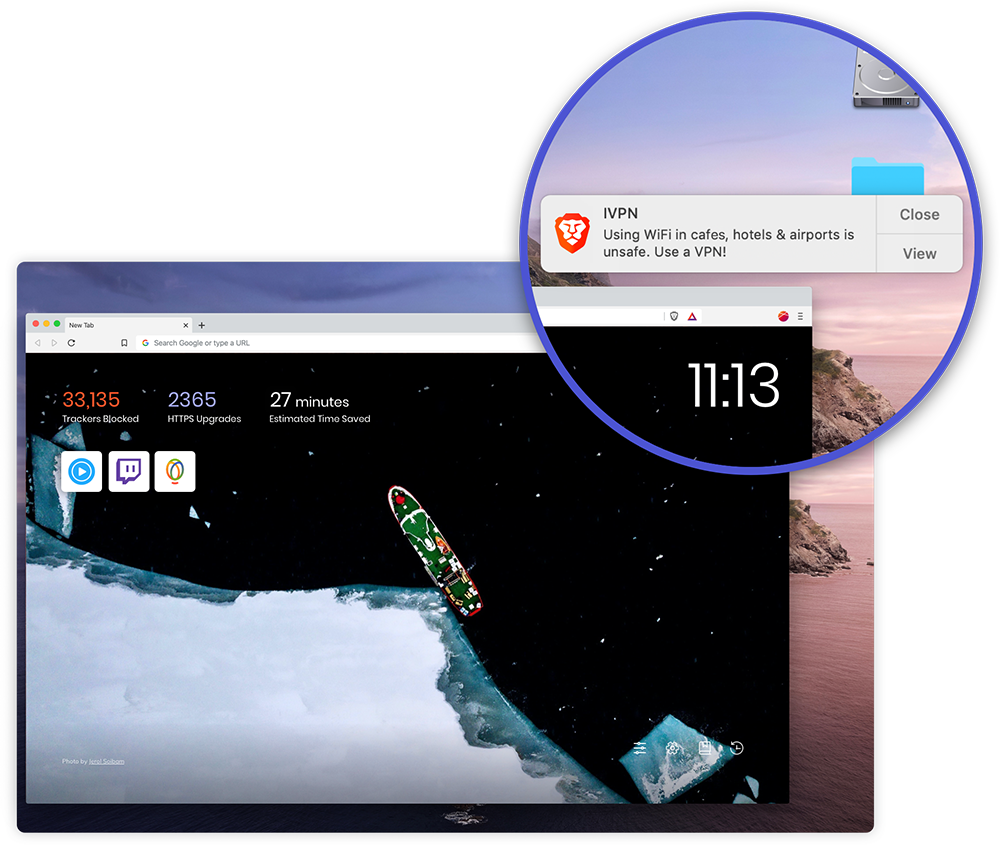 IVPN
Using WiFi in cafes, hotels & airports is
unsafe. Use a VPN!
Close
View
New Tab
Search Google or type a URL
11:13
33,135
Trackers Blocked
2365
HTTPS Upgrades
27 minutes
Estimated Time Saved
Photo by